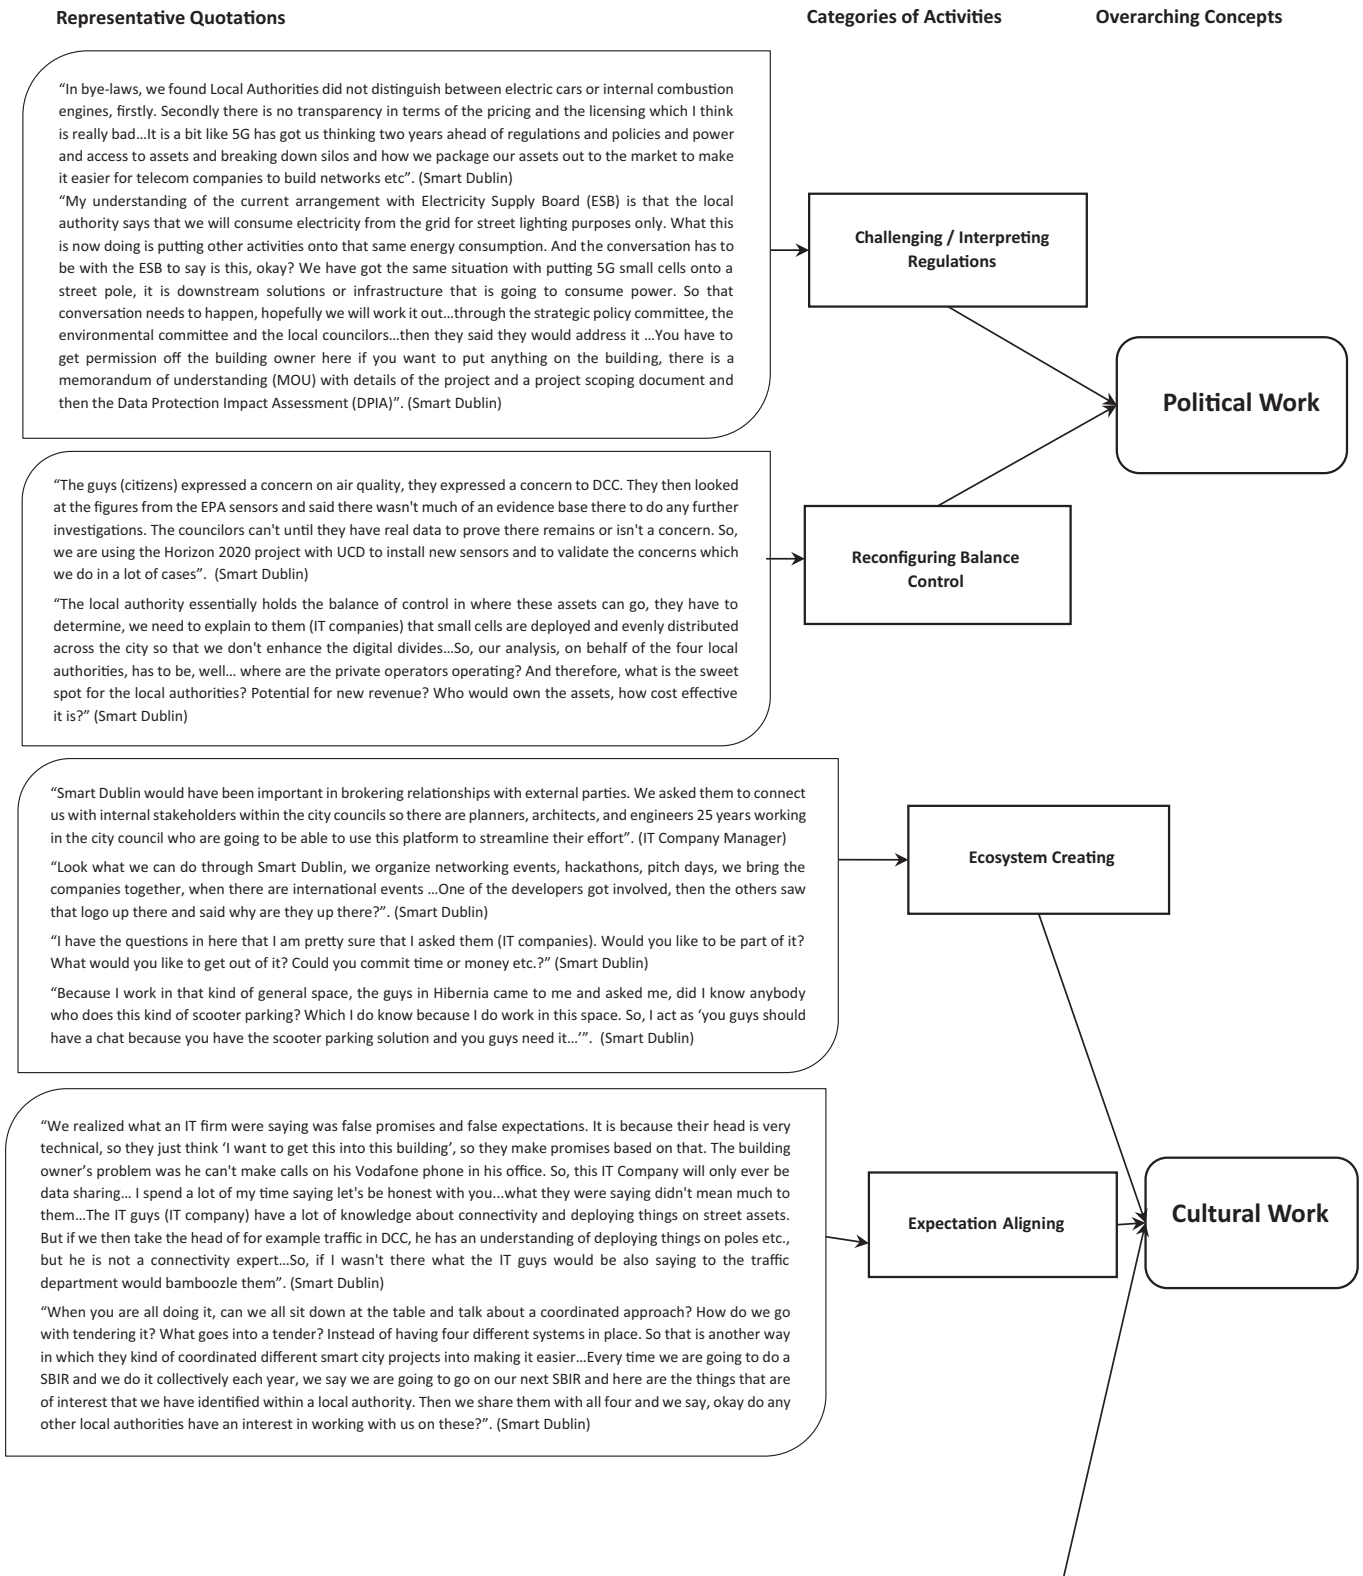 Representative Quotations
Categories of Activities
Overarching Concepts
“In bye-laws, we found Local Authorities did not distinguish between electric cars or internal combustion
engines, firstly. Secondly there is no transparency in terms of the pricing and the licensing which I think
is really bad…It is a bit like 5G has got us thinking two years ahead of regulations and policies and power
and access to assets and breaking down silos and how we package our assets out to the market to make
it easier for telecom companies to build networks etc”. (Smart Dublin)
“My understanding of the current arrangement with Electricity Supply Board (ESB) is that the local
authority says that we will consume electricity from the grid for street lighting purposes only. What this
is now doing is putting other activities onto that same energy consumption. And the conversation has to
be with the ESB to say is this, okay? We have got the same situation with putting 5G small cells onto a
street pole, it is downstream solutions or infrastructure that is going to consume power. So that
conversation needs to happen, hopefully we will work it out…through the strategic policy committee, the
environmental committee and the local councilors…then they said they would address it …You have to
get permission off the building owner here if you want to put anything on the building, there is a
memorandum of understanding (MOU) with details of the project and a project scoping document and
then the Data Protection Impact Assessment (DPIA)”. (Smart Dublin)
Challenging / Interpreting
Regulations
Political Work
“The guys (citizens) expressed a concern on air quality, they expressed a concern to DCC. They then looked
at the figures from the EPA sensors and said there wasn't much of an evidence base there to do any further
investigations. The councilors can't until they have real data to prove there remains or isn't a concern. So,
we are using the Horizon 2020 project with UCD to install new sensors and to validate the concerns which
we do in a lot of cases”. (Smart Dublin)
“The local authority essentially holds the balance of control in where these assets can go, they have to
determine, we need to explain to them (IT companies) that small cells are deployed and evenly distributed
across the city so that we don't enhance the digital divides…So, our analysis, on behalf of the four local
authorities, has to be, well… where are the private operators operating? And therefore, what is the sweet
spot for the local authorities? Potential for new revenue? Who would own the assets, how cost effective
it is?” (Smart Dublin)
Reconfiguring Balance
Control
“Smart Dublin would have been important in brokering relationships with external parties. We asked them to connect
us with internal stakeholders within the city councils so there are planners, architects, and engineers 25 years working
in the city council who are going to be able to use this platform to streamline their effort”. (IT Company Manager)
“Look what we can do through Smart Dublin, we organize networking events, hackathons, pitch days, we bring the
companies together, when there are international events …One of the developers got involved, then the others saw
that logo up there and said why are they up there?”. (Smart Dublin)
“I have the questions in here that I am pretty sure that I asked them (IT companies). Would you like to be part of it?
What would you like to get out of it? Could you commit time or money etc.?” (Smart Dublin)
“Because I work in that kind of general space, the guys in Hibernia came to me and asked me, did I know anybody
who does this kind of scooter parking? Which I do know because I do work in this space. So, I act as ‘you guys should
have a chat because you have the scooter parking solution and you guys need it…’”. (Smart Dublin)
Ecosystem Creating
“We realized what an IT firm were saying was false promises and false expectations. It is because their head is very
technical, so they just think ‘I want to get this into this building’, so they make promises based on that. The building
owner’s problem was he can't make calls on his Vodafone phone in his office. So, this IT Company will only ever be
data sharing… I spend a lot of my time saying let's be honest with you...what they were saying didn't mean much to
them…The IT guys (IT company) have a lot of knowledge about connectivity and deploying things on street assets.
But if we then take the head of for example traffic in DCC, he has an understanding of deploying things on poles etc.,
but he is not a connectivity expert…So, if I wasn't there what the IT guys would be also saying to the traffic
department would bamboozle them”. (Smart Dublin)
“When you are all doing it, can we all sit down at the table and talk about a coordinated approach? How do we go
with tendering it? What goes into a tender? Instead of having four different systems in place. So that is another way
in which they kind of coordinated different smart city projects into making it easier…Every time we are going to do a
SBIR and we do it collectively each year, we say we are going to go on our next SBIR and here are the things that are
of interest that we have identified within a local authority. Then we share them with all four and we say, okay do any
other local authorities have an interest in working with us on these?”. (Smart Dublin)
Expectation Aligning
Cultural Work